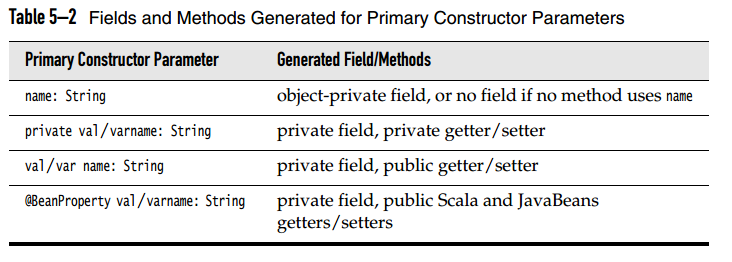 Table 5–2 Fields and Methods Generated for Primary Constructor Parameters
Primary Constructor Parameter Generated Field/Methods
name: String object-private field, or no field if no method uses name
private val/varname: String private field, private getter/setter
val/var name: String private field, public getter/setter
@BeanProperty val/varname: String private field, public Scala and JavaBeans
getters/setters